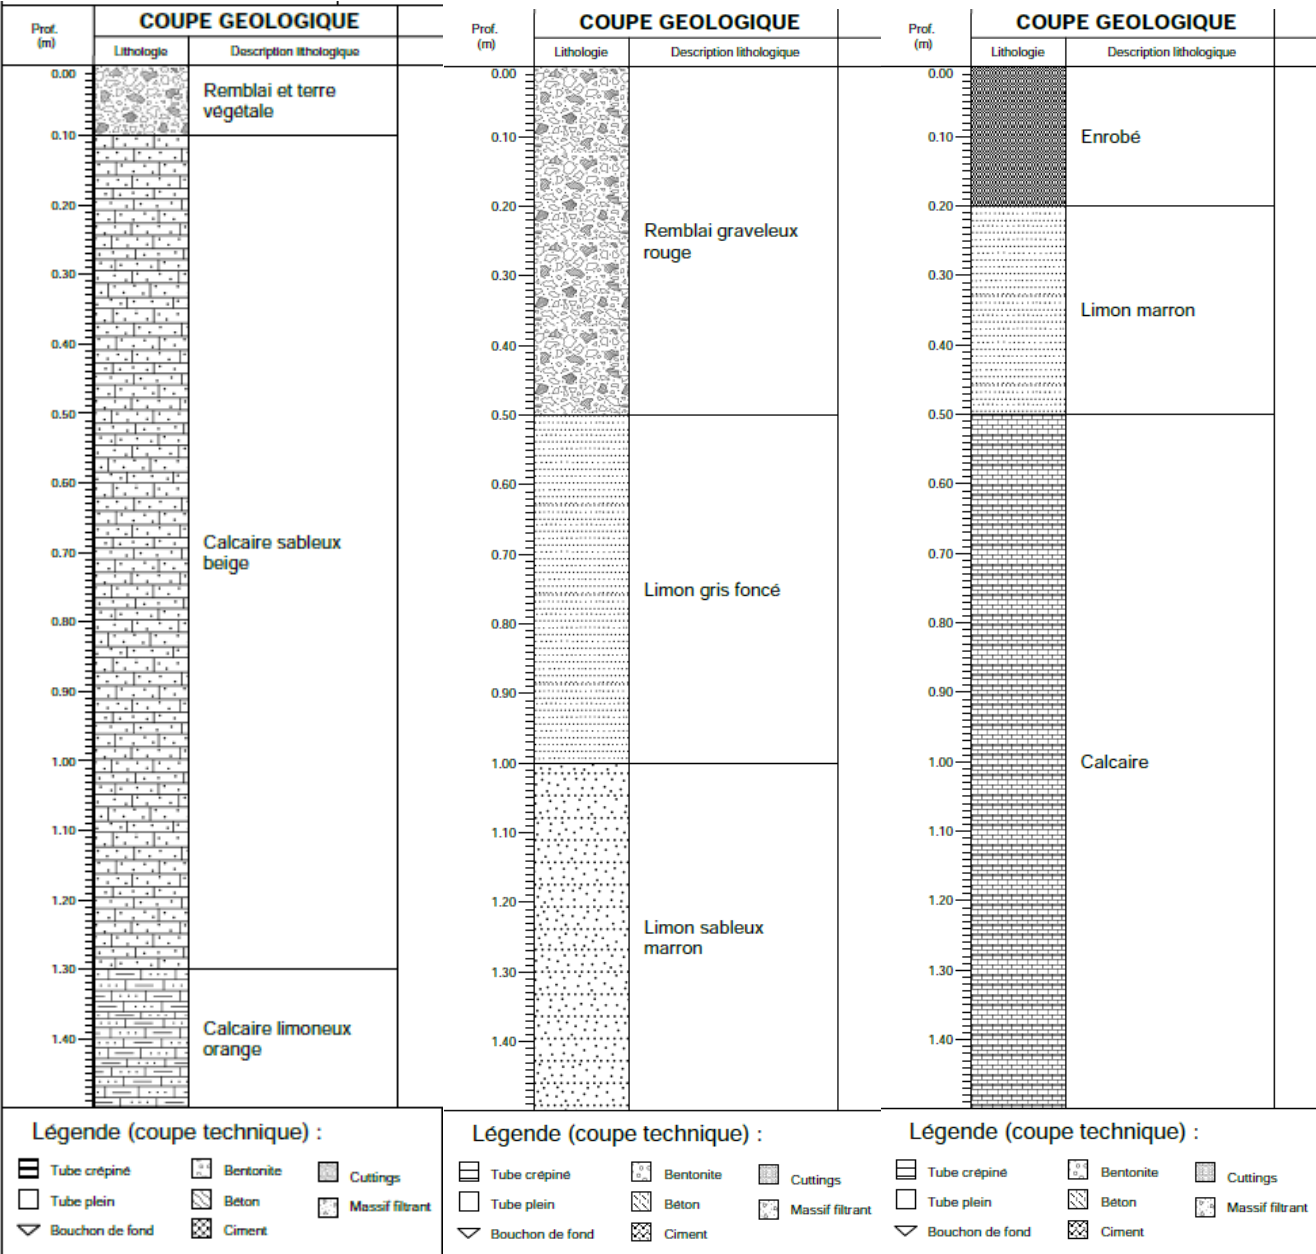 Prof.
(m)
COUPE GEOLOGIQUE
Lithologie
Description lithologique
0.00
0.10
0.20
0.30
0.40
0.50
0.60
0.70
0.80
0.90
1.00
1.10
1.20
1.30
1.40
Remblai et terre
végétale
Calcaire sableux
beige
Calcaire limoneux
orange
Légende (coupe technique) :
Tube crépiné
Bentonite
Cuttings
Tube plein
Béton
Massif filtrant
Bouchon de fond
Ciment
Prof.
(m)
COUPE GEOLOGIQUE
Lithologie
Description lithologique
0.00
0.10
0.20
0.30
0.40
0.50
0.60
0.70
0.80
0.90
1.00
1.10
1.20
1.30
1.40
Remblai graveleux
rouge
Limon gris foncé
Limon sableux
marron
Légende (coupe technique) :
Tube crépiné
Bentonite
Cuttings
Tube plein
Béton
Massif filtrant
Bouchon de fond
Ciment
Prof.
(m)
COUPE GEOLOGIQUE
Lithologie
Description lithologique
0.00
0.10
0.20
0.30
0.40
0.50
0.60
0.70
0.80
0.90
1.00
1.10
1.20
1.30
1.40
Enrobé
Limon marron
Calcaire
Légende (coupe technique) :
Tube crépiné
Bentonite
Cuttings
Tube plein
Béton
Massif filtrant
Bouchon de fond
Ciment